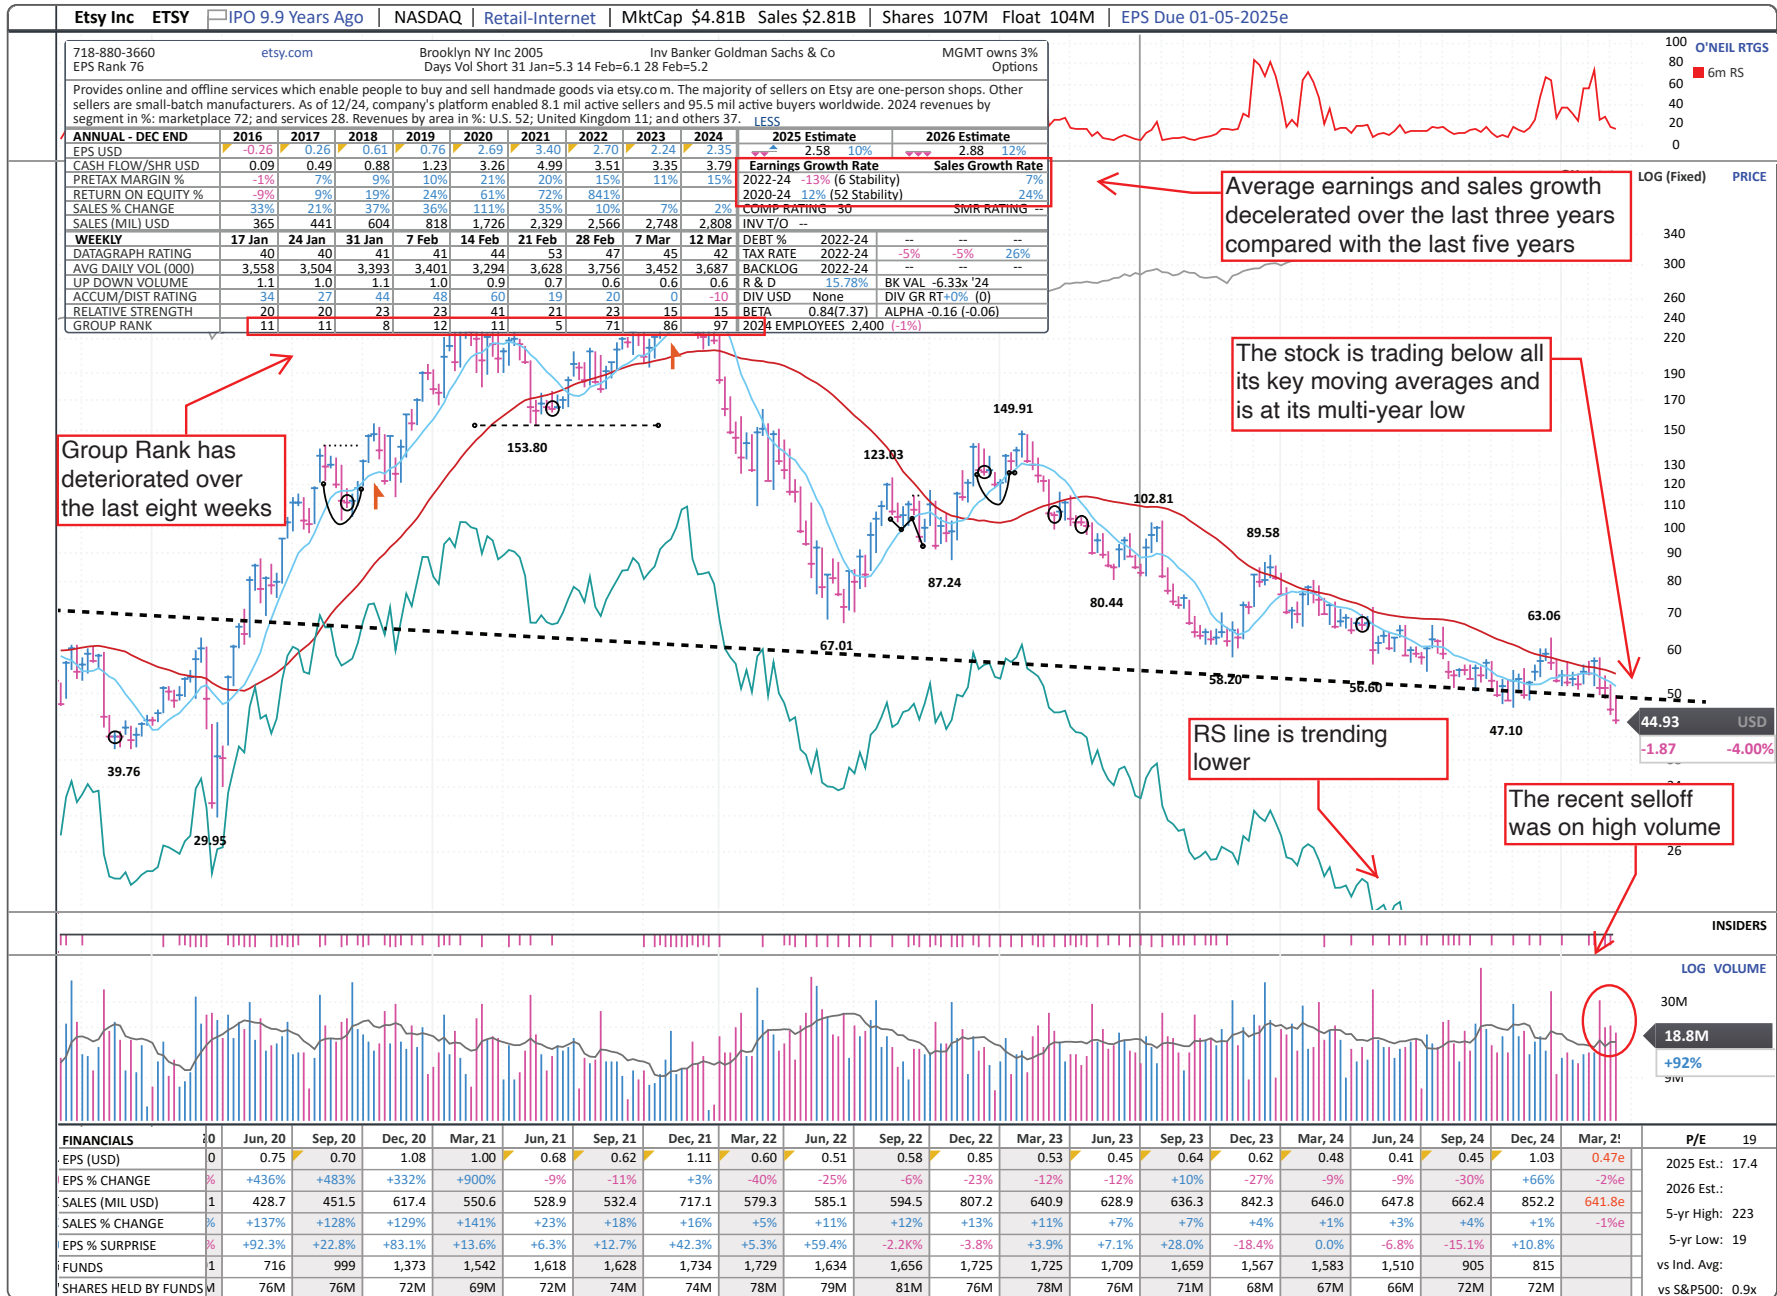 Etsy Inc ETSY IPO 9.9 Years Ago | NASDAQ | Retail-Internet | MktCap $4.81B Sales $2.81B | Shares 107M Float 104M | EPS Due 01-05-2025e
718-880-3660 etsy.com Brooklyn NY Inc 2005 Inv Banker Goldman Sachs & Co MGMT owns 3%
EPS Rank 76 Days Vol Short 31 Jan=5.3 14 Feb=6.1 28 Feb=5.2 Options
Provides online and offline services which enable people to buy and sell handmade goods via etsy.co m. The majority of sellers on Etsy are one-person shops. Other
sellers are small-batch manufacturers. As of 12/24, company's platform enabled 8.1 mil active sellers and 95.5 mil active buyers worldwide. 2024 revenues by
segment in %: marketplace 72; and services 28. Revenues by area in %: U.S. 52; United Kingdom 11; and others 37. LESS
ANNUAL - DEC END 2016 2017 2018 2019 2020 2021 2022 2023 2024 2025 Estimate 2026 Estimate
EPS USD -0.26 0.26 0.61 0.76 2.69 3.40 2.70 2.24 2.35 2.58 10% 2.88 12%
CASH FLOW/SHR USD 0.09 0.49 0.88 1.23 3.26 4.99 3.51 3.35 3.79 Earnings Growth Rate Sales Growth Rate
PRETAX MARGIN % -1% 7% 9% 10% 21% 20% 15% 11% 15% 2022-24 -13% (6 Stability) 7%
RETURN ON EQUITY % -9% 9% 19% 24% 61% 72% 841% 2020-24 12% (52 Stability) 24%
SALES % CHANGE 33% 21% 37% 36% 111% 35% 10% 7% 2% COMP RATING 30 SMR RATING --
SALES (MIL) USD 365 441 604 818 1,726 2,329 2,566 2,748 2,808 INV T/O --
WEEKLY 17 Jan 24 Jan 31 Jan 7 Feb 14 Feb 21 Feb 28 Feb 7 Mar 12 Mar DEBT % 2022-24 -- -- --
DATAGRAPH RATING 40 40 41 41 44 53 47 45 42 TAX RATE 2022-24 -5% -5% 26%
AVG DAILY VOL (000) 3,558 3,504 3,393 3,401 3,294 3,628 3,756 3,452 3,687 BACKLOG 2022-24 -- -- --
UP DOWN VOLUME 1.1 1.0 1.1 1.0 0.9 0.7 0.6 0.6 0.6 R & D 15.78% BK VAL -6.33x '24
ACCUM/DIST RATING 34 27 44 48 60 19 20 0 -10 DIV USD None DIV GR RT+0% (0)
RELATIVE STRENGTH 20 20 23 23 41 21 23 15 15 BETA 0.84(7.37) ALPHA -0.16 (-0.06)
GROUP RANK 11 11 8 12 11 5 71 86 97 2024 EMPLOYEES 2,400 (-1%)
100 O'NEIL RTGS
80 6m RS
60
40
20
0
LOG (Fixed) PRICE
Average earnings and sales growth
decelerated over the last three years
compared with the last five years
340
300
260
240
220
190
170
150
130
120
110
100
90
80
70
60
50
26
The stock is trading below all
its key moving averages and
is at its multi-year low
Group Rank has
deteriorated over
the last eight weeks
153.80
149.91
123.03
102.81
89.58
87.24
80.44
67.01
63.06
58.20
56.60
47.10
39.76
29.95
44.93 USD
-1.87 -4.00%
RS line is trending
lower
The recent selloff
was on high volume
INSIDERS
LOG VOLUME
30M
18.8M
+92%
9M
FINANCIALS Jun, 20 Sep, 20 Dec, 20 Mar, 21 Jun, 21 Sep, 21 Dec, 21 Mar, 22 Jun, 22 Sep, 22 Dec, 22 Mar, 23 Jun, 23 Sep, 23 Dec, 23 Mar, 24 Jun, 24 Sep, 24 Dec, 24 Mar, 2 P/E 19
EPS (USD) 0 0.75 0.70 1.08 1.00 0.68 0.62 1.11 0.60 0.51 0.58 0.85 0.53 0.45 0.64 0.62 0.48 0.41 0.45 1.03 0.47e 2025 Est.: 17.4
EPS % CHANGE % +436% +483% +332% +900% -9% -11% +3% -40% -25% -6% -23% -12% -12% +10% -27% -9% -9% -30% +66% -2%e 2026 Est.:
SALES (MIL USD) 1 428.7 451.5 617.4 550.6 528.9 532.4 717.1 579.3 585.1 594.5 807.2 640.9 628.9 636.3 842.3 646.0 647.8 662.4 852.2 641.8e 5-yr High: 223
SALES % CHANGE % +137% +128% +129% +141% +23% +18% +16% +5% +11% +12% +13% +11% +7% +7% +4% +1% +3% +4% +1% -1%e
EPS % SURPRISE % +92.3% +22.8% +83.1% +13.6% +6.3% +12.7% +42.3% +5.3% +59.4% -2.2K% -3.8% +3.9% +7.1% +28.0% -18.4% 0.0% -6.8% -15.1% +10.8% 5-yr Low: 19
FUNDS 1 716 999 1,373 1,542 1,618 1,628 1,734 1,729 1,634 1,656 1,725 1,725 1,709 1,659 1,567 1,583 1,510 905 815 vs Ind. Avg:
SHARES HELD BY FUNDS M 76M 76M 72M 69M 72M 74M 74M 78M 79M 81M 76M 78M 76M 71M 68M 67M 66M 72M 72M vs S&P500: 0.9x